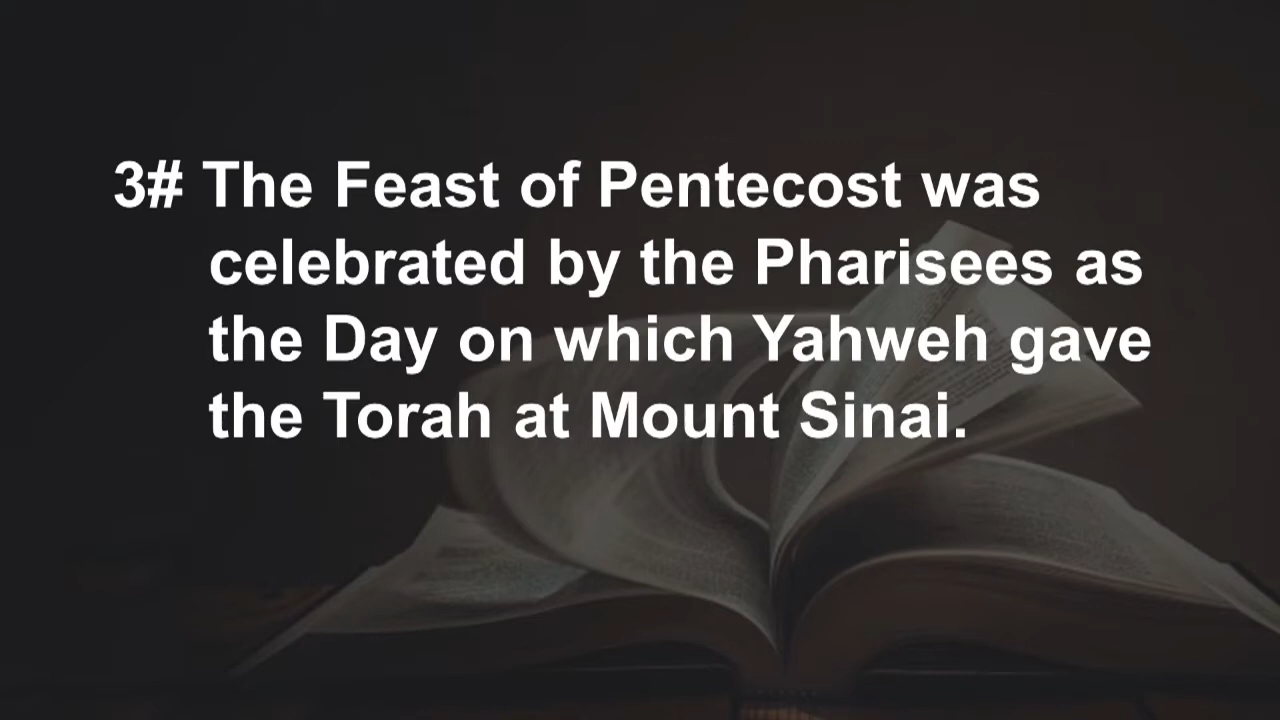 3# The Feast of Pentecost was
celebrated by the Pharisees as
the Day on which Yahweh gave
the Torah at Mount Sinai.